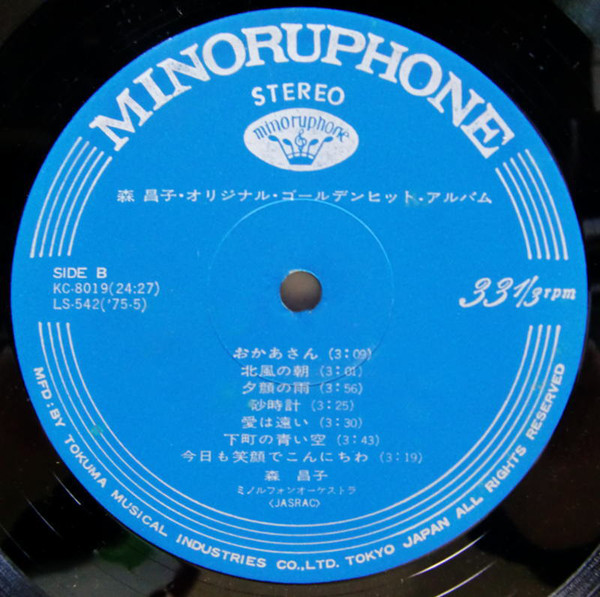 MINORUPHONE
STEREO
minoruphone
森 昌子・オリジナル・ゴールデンヒット・アルバム
SIDE B
KC-8019(24:27)
LS-542('75-5)
33 1/3 rpm
おかあさん (3:09)
北風の朝 (3:01)
夕顔の雨 (3:56)
砂時計 (3:25)
愛は遠い (3:30)
下町の青い空 (3:43)
今日も笑顔でこんにちわ (3:19)
森 昌子
ミノルフォンオーケストラ
〈JASRAC〉
MFD: BY TOKUMA MUSICAL INDUSTRIES CO.,LTD. TOKYO JAPAN ALL RIGHTS RESERVED